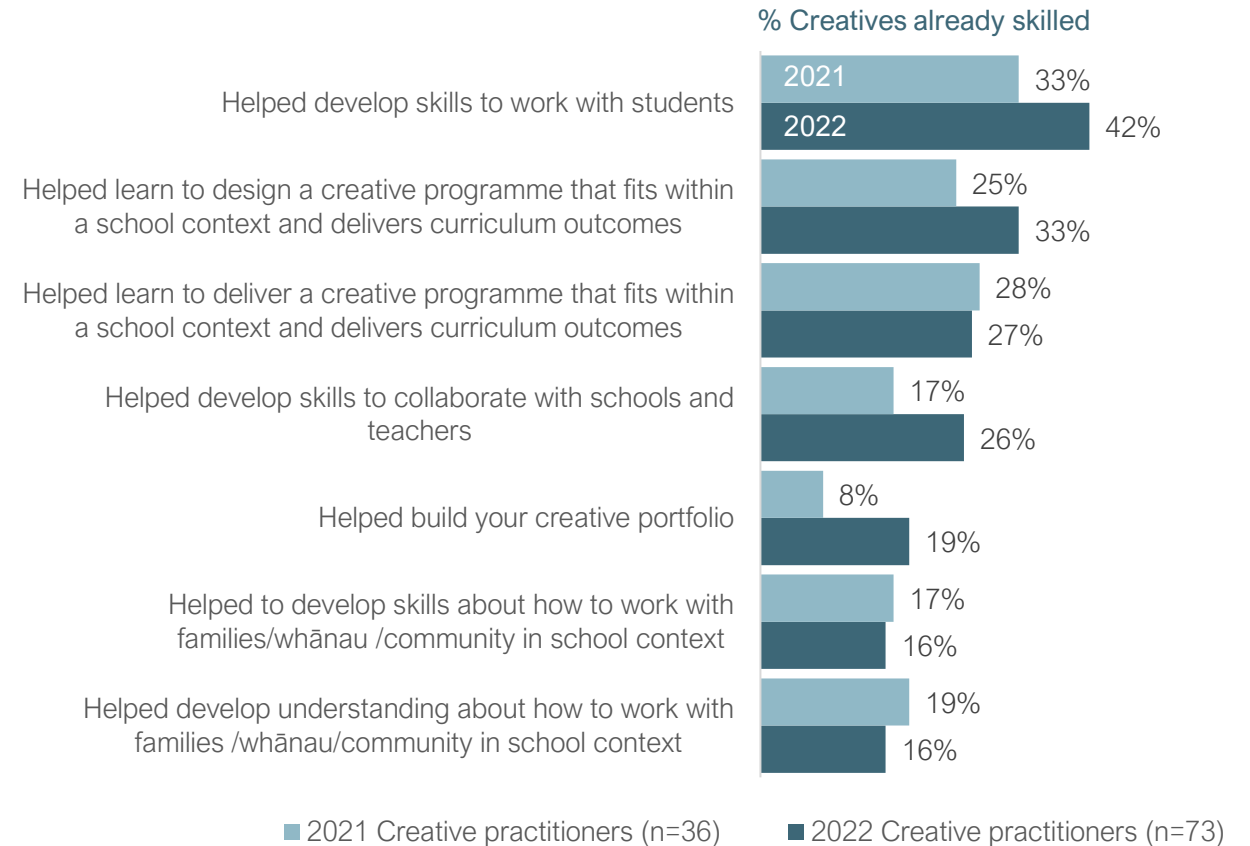 % Creatives already skilled
Helped develop skills to work with students
2021
33%
2022
42%
Helped learn to design a creative programme that fits within
a school context and delivers curriculum outcomes
25%
33%
Helped learn to deliver a creative programme that fits within
a school context and delivers curriculum outcomes
28%
27%
Helped develop skills to collaborate with schools and
teachers
17%
26%
Helped build your creative portfolio
8%
19%
Helped to develop skills about how to work with
families/whānau /community in school context
17%
16%
Helped develop understanding about how to work with
families /whānau/community in school context
19%
16%
2021 Creative practitioners (n=36)
2022 Creative practitioners (n=73)